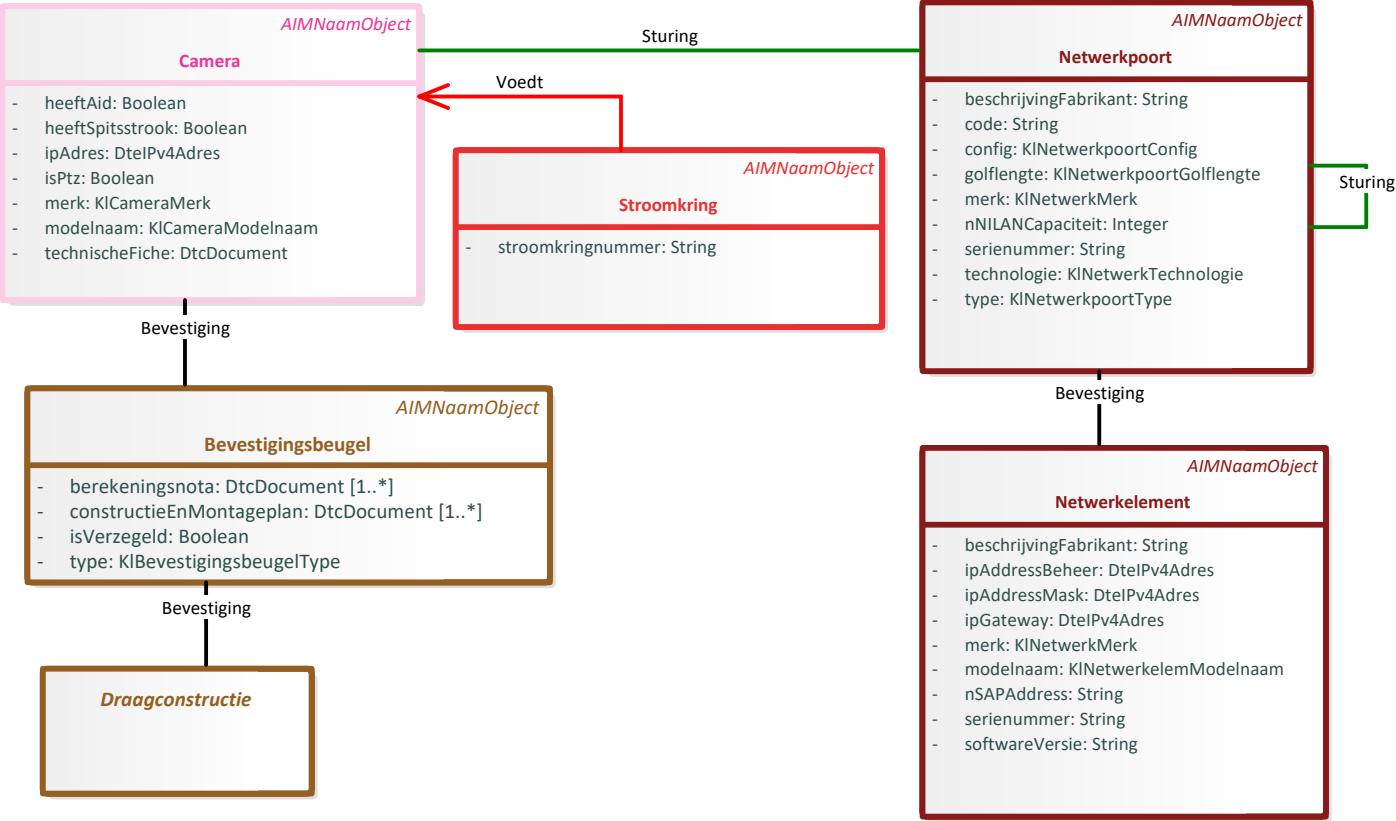 AIMNaamObject
Camera
- heeftAid: Boolean
- heeftSpitsstrook: Boolean
- ipAdres: DteIPv4Adres
- isPtz: Boolean
- merk: KlCameraMerk
- modelnaam: KlCameraModelnaam
- technischeFiche: DtcDocument
Sturing
Voedt
AIMNaamObject
Stroomkring
- stroomkringnummer: String
AIMNaamObject
Netwerkpoort
- beschrijvingFabrikant: String
- code: String
- config: KlNetwerkpoortConfig
- golflengte: KlNetwerkpoortGolflengte
- merk: KlNetwerkMerk
- nNILANCapaciteit: Integer
- serienummer: String
- technologie: KlNetwerkTechnologie
- type: KlNetwerkpoortType
Sturing
Bevestiging
AIMNaamObject
Bevestigingsbeugel
- berekeningsnota: DtcDocument [1..*]
- constructieEnMontageplan: DtcDocument [1..*]
- isVerzegeld: Boolean
- type: KlBevestigingsbeugelType
Bevestiging
Draagconstructie
Bevestiging
AIMNaamObject
Netwerkelement
- beschrijvingFabrikant: String
- ipAddressBeheer: DteIPv4Adres
- ipAddressMask: DteIPv4Adres
- ipGateway: DteIPv4Adres
- merk: KlNetwerkMerk
- modelnaam: KlNetwerkelemModelnaam
- nSAPAddress: String
- serienummer: String
- softwareVersie: String